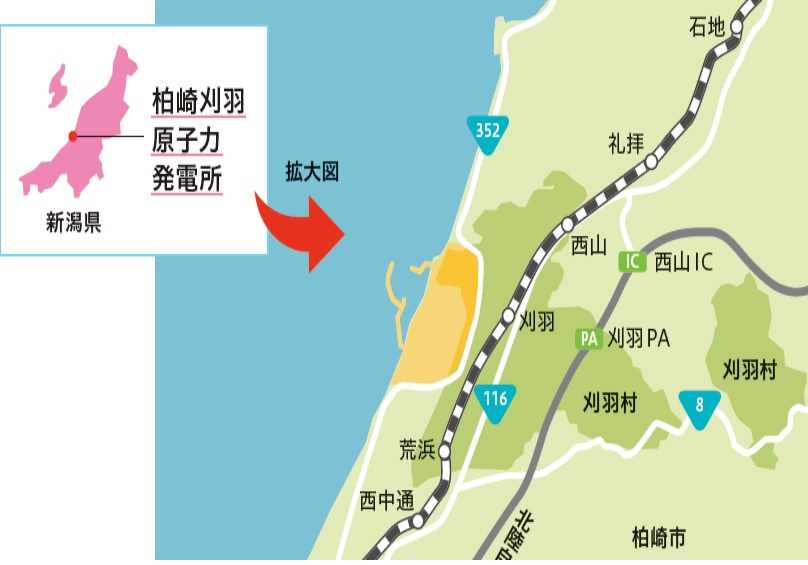 柏崎刈羽
原子力
発電所
新潟県
拡大図
石地
352
礼拝
西山
IC
西山IC
刈羽
PA
刈羽PA
刈羽村
116
刈羽村
8
荒浜
西中通
柏崎市